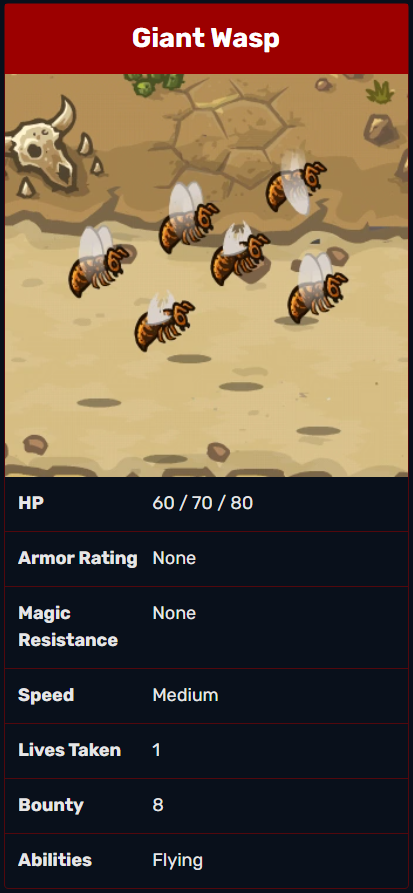 Giant Wasp
HP 60 / 70 / 80
Armor Rating None
Magic None
Resistance
Speed Medium
Lives Taken 1
Bounty 8
Abilities Flying